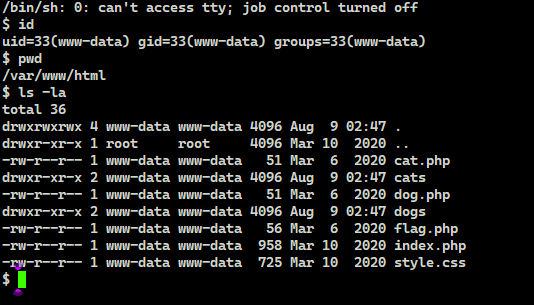 /bin/sh: 0: can't access tty; job control turned off
$ id
uid=33(www-data) gid=33(www-data) groups=33(www-data)
$ pwd
/var/www/html
$ ls -la
total 36
drwxrwxrwx 4 www-data www-data 4096 Aug  9 02:47 .
drwxr-xr-x 1 root     root     4096 Mar 10  2020 ..
-rw-r--r-- 1 www-data www-data   51 Mar  6  2020 cat.php
drwxr-xr-x 2 www-data www-data 4096 Aug  9 02:47 cats
-rw-r--r-- 1 www-data www-data   51 Mar  6  2020 dog.php
drwxr-xr-x 2 www-data www-data 4096 Aug  9 02:47 dogs
-rw-r--r-- 1 www-data www-data   56 Mar  6  2020 flag.php
-rw-r--r-- 1 www-data www-data  958 Mar 10  2020 index.php
-rw-r--r-- 1 www-data www-data  725 Mar 10  2020 style.css
$